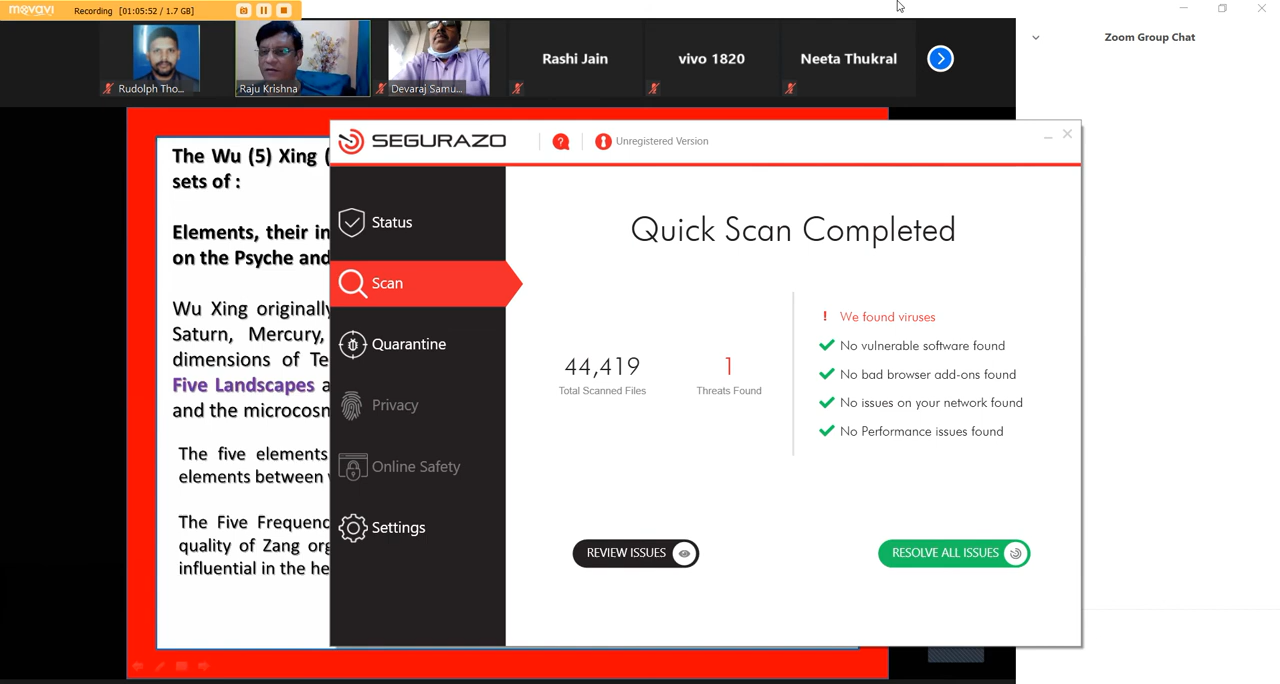 movavi
Recording [01:05:52 / 1.7 GB]
Zoom Group Chat
Rudolph Tho...
Raju Krishna
Devaraj Samu...
Rashi Jain
vivo 1820
Neeta Thukral
SEGURAZO
Unregistered Version
The Wu (5) Xing (
sets of :
Elements, their in
on the Psyche and
Wu Xing originally
Saturn, Mercury,
dimensions of Te
Five Landscapes a
and the microcosm
The five elements
elements between
The Five Frequenc
quality of Zang org
influential in the he
Status
Scan
Quarantine
Privacy
Online Safety
Settings
Quick Scan Completed
44,419
Total Scanned Files
1
Threats Found
! We found viruses
No vulnerable software found
No bad browser add-ons found
No issues on your network found
No Performance issues found
REVIEW ISSUES
RESOLVE ALL ISSUES